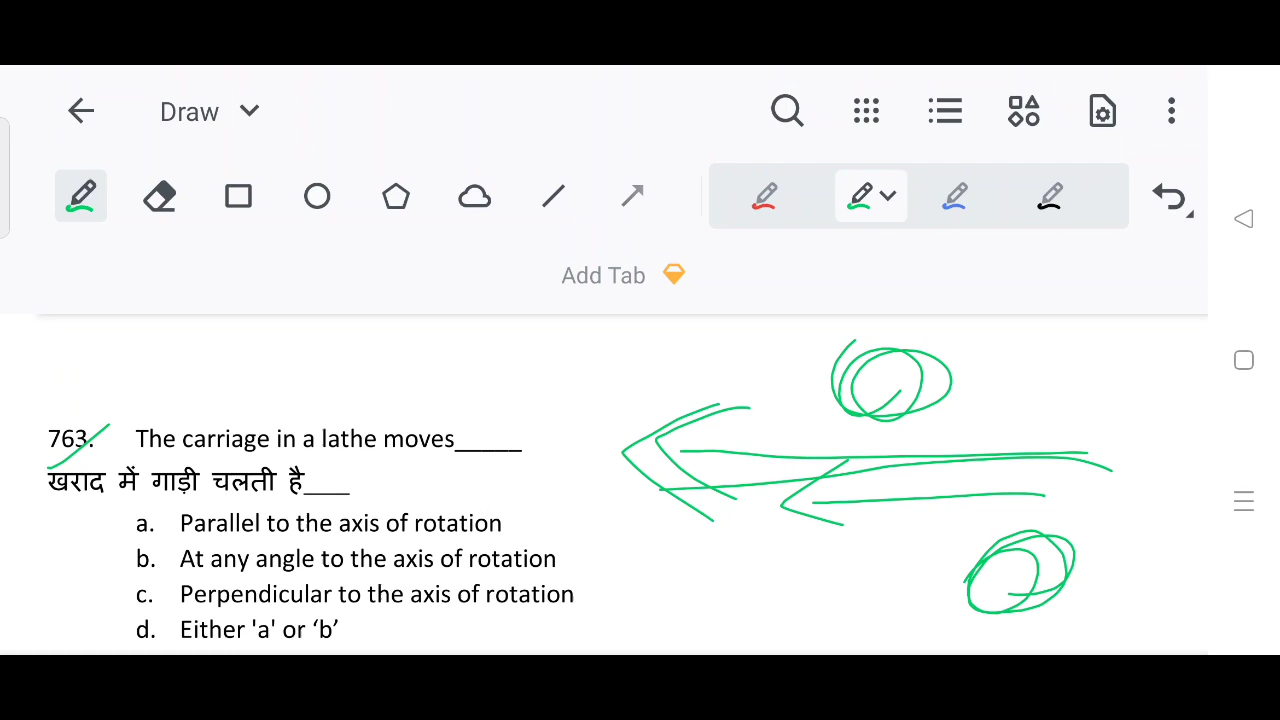 Draw
Add Tab
763. The carriage in a lathe moves_____
खराद में गाड़ी चलती है___
a. Parallel to the axis of rotation
b. At any angle to the axis of rotation
c. Perpendicular to the axis of rotation
d. Either 'a' or ‘b’